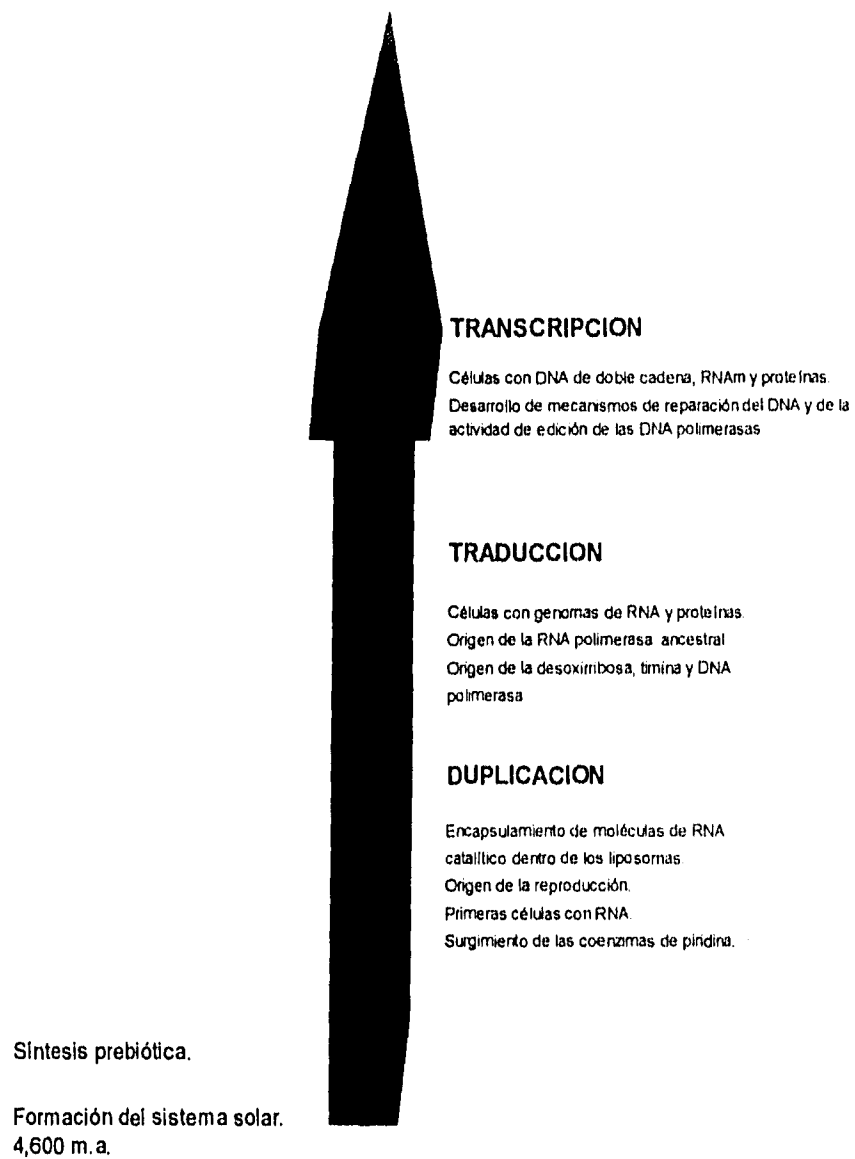 TRANSCRIPCION
Células con DNA de doble cadena, RNAm y proteínas.
Desarrollo de mecanismos de reparación del DNA y de la
actividad de edición de las DNA polimerasas
TRADUCCION
Células con genomas de RNA y proteínas.
Origen de la RNA polimerasa ancestral
Origen de la desoxirribosa, timina y DNA
polimerasa
DUPLICACION
Encapsulamiento de moléculas de RNA
catalítico dentro de los liposomas
Origen de la reproducción.
Primeras células con RNA.
Surgimiento de las coenzimas de piridina.
Síntesis prebiótica.
Formación del sistema solar.
4,600 m.a.